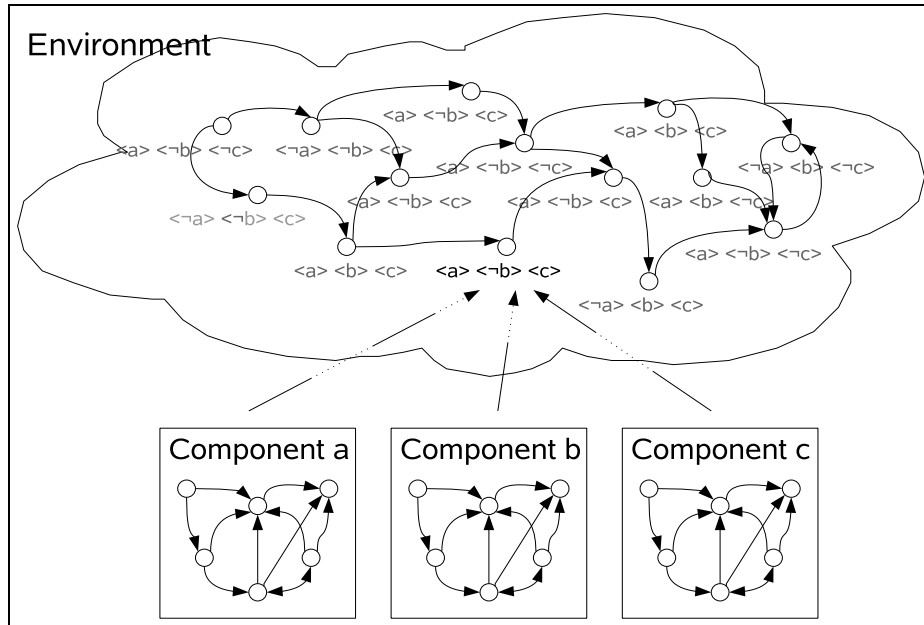 Environment
<a> <¬b> <c>
<a> <b> <c>
<a> <¬b> <¬c>
<¬a> <¬b> <c>
<a> <¬b> <¬c>
<¬a> <b> <¬c>
<a> <¬b> <c>
<a> <¬b> <c>
<a> <b> <¬c>
<¬a> <¬b> <c>
<a> <b> <c>
<a> <¬b> <c>
<a> <¬b> <¬c>
<¬a> <b> <c>
Component a
Component b
Component c